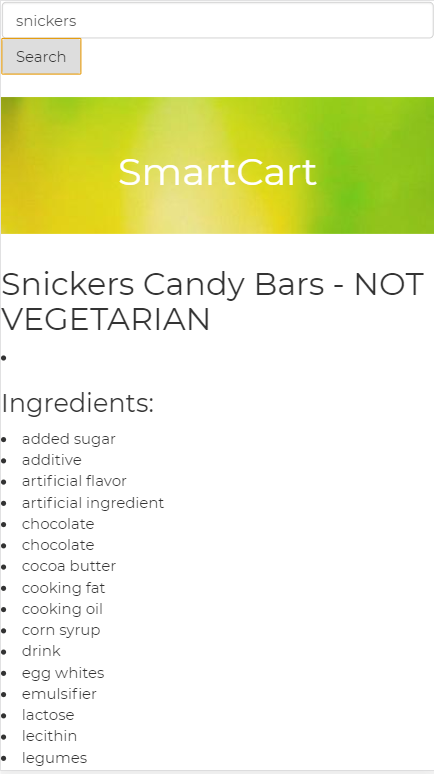 snickers
Search
SmartCart
Snickers Candy Bars - NOT
VEGETARIAN
Ingredients:
added sugar
additive
artificial flavor
artificial ingredient
chocolate
chocolate
cocoa butter
cooking fat
cooking oil
corn syrup
drink
egg whites
emulsifier
lactose
lecithin
legumes